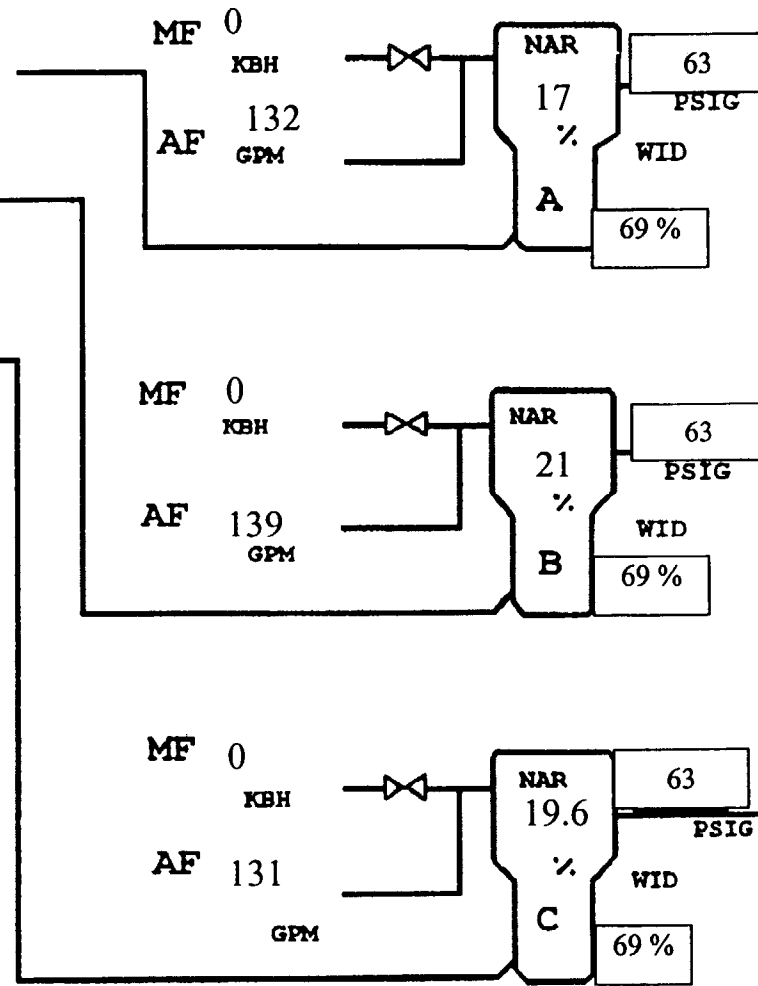 MF 0
KBH
NAR
63
PSIG
17
%
132
AF
GPM
WID
A
69 %
MF 0
KBH
NAR
63
PSIG
21
%
AF 139
GPM
WID
B
69 %
MF 0
KBH
NAR
63
PSIG
19.6
%
AF 131
GPM
WID
C
69 %